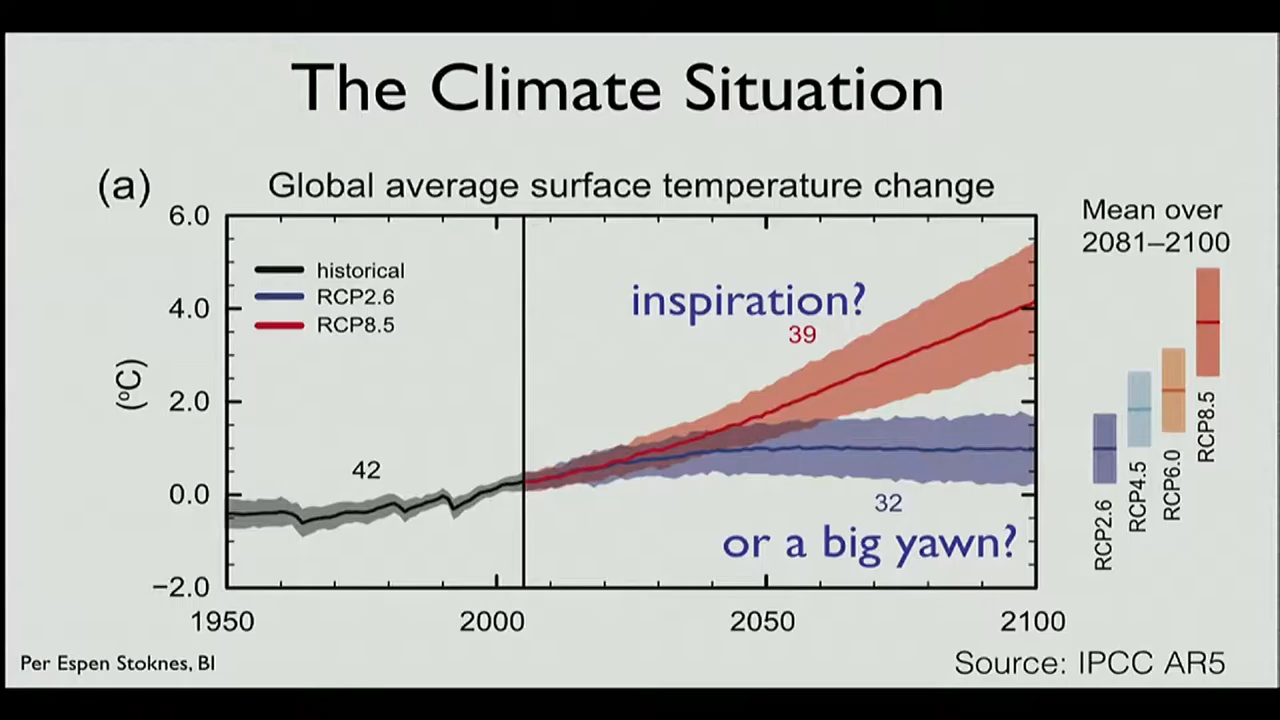 The Climate Situation
(a)
Global average surface temperature change
6.0
4.0
2.0
0.0
−2.0
(°C)
historical
RCP2.6
RCP8.5
inspiration?
39
42
32
or a big yawn?
1950
2000
2050
2100
Mean over
2081–2100
RCP2.6
RCP4.5
RCP6.0
RCP8.5
Per Espen Stoknes, BI
Source: IPCC AR5